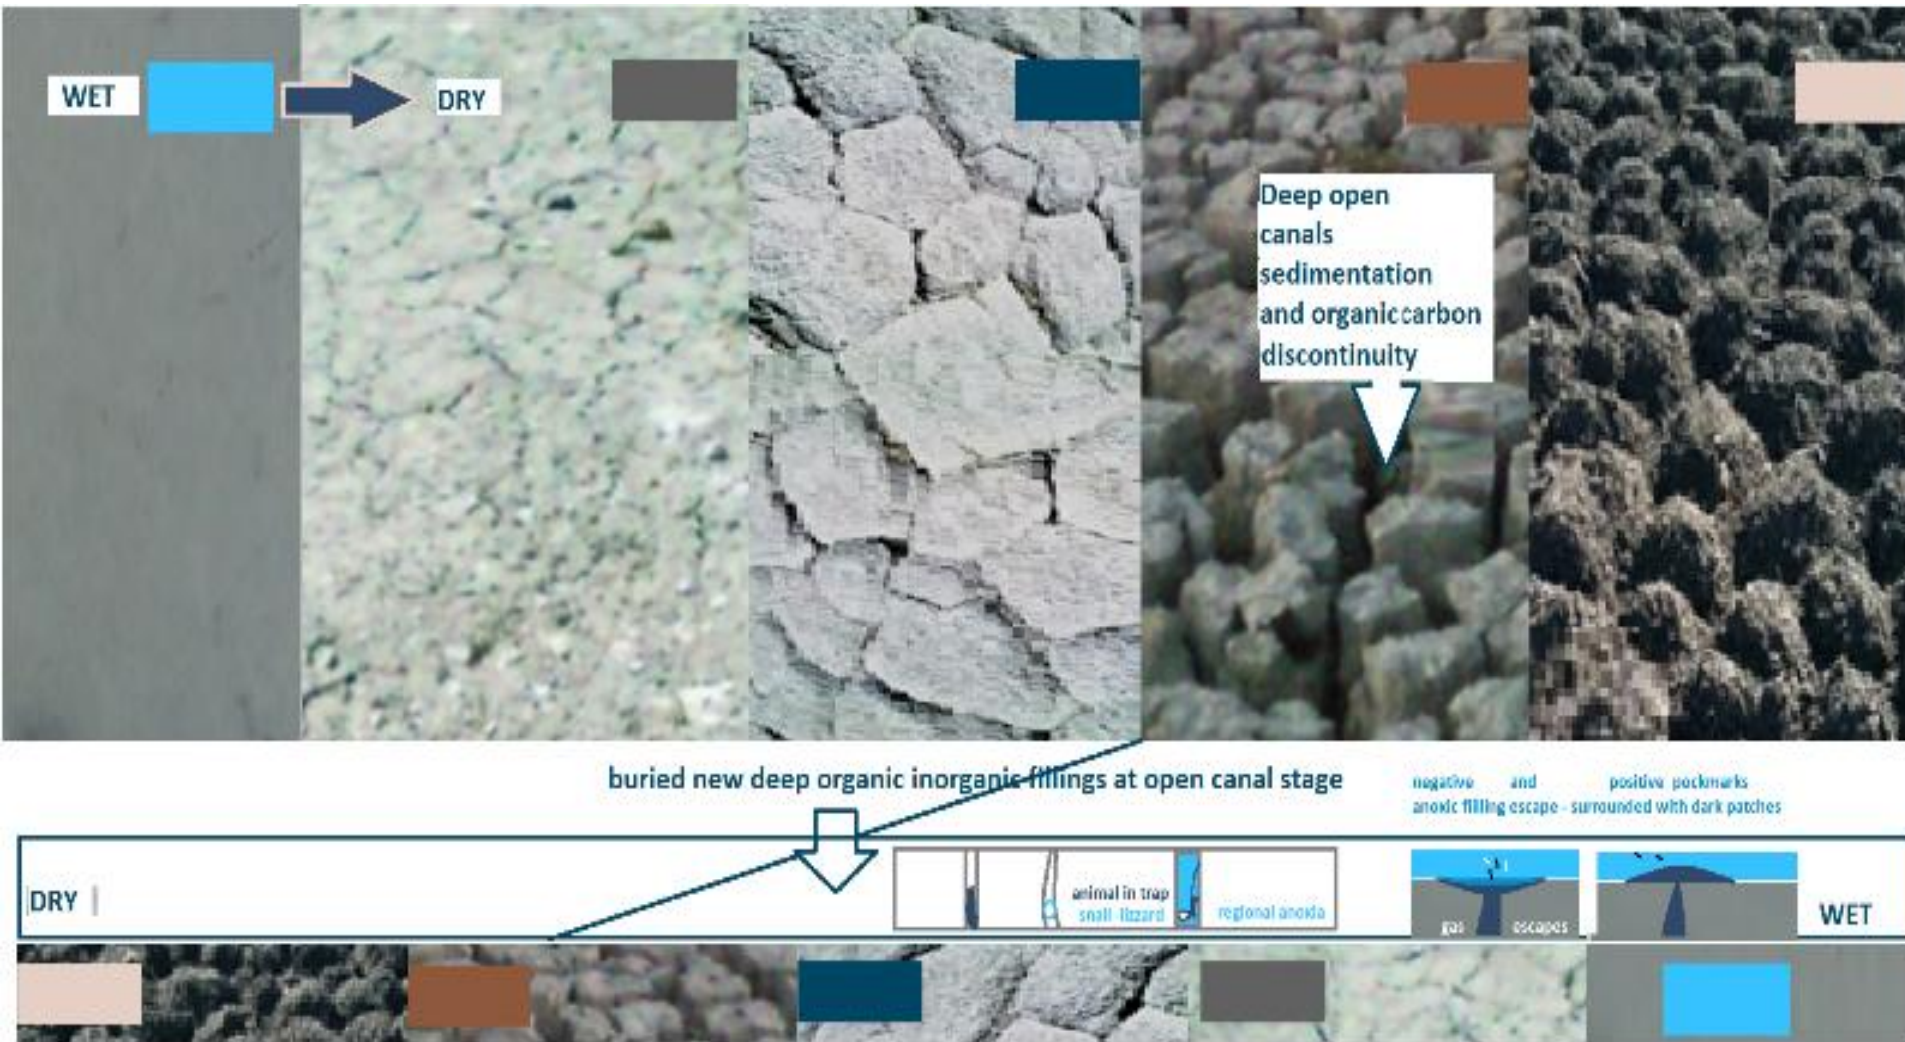 WET
DRY
Deep open
canals
sedimentation
and organiccarbon
discontinuity
buried new deep organic inorganic fillings at open canal stage
negative and positive pockmarks
anoxic filling escape - surrounded with dark patches
DRY
animal in trap
snail-lizzard
regional anoxia
gas escapes
WET